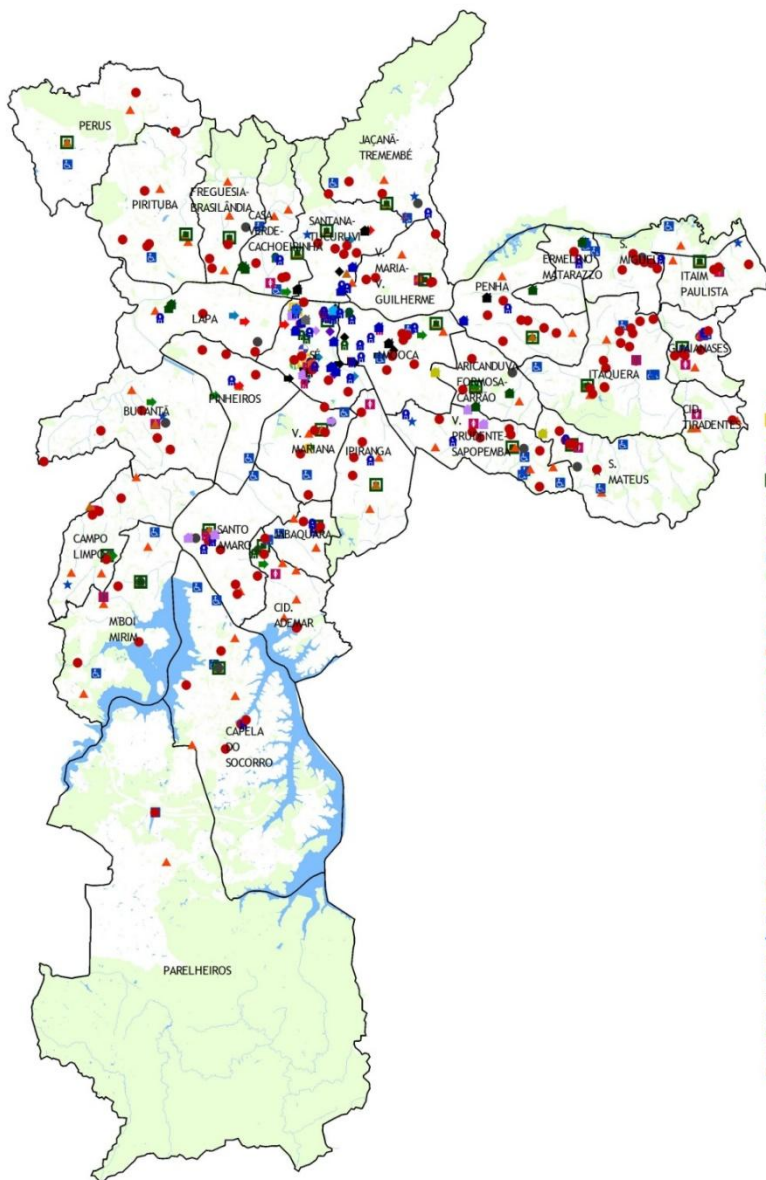 PERUS
JAÇANÃ-
TREMEMBÉ
PIRITUBA
FREGUESIA-
BRASILÂNDIA
CASA
VERDE-
CACHOEIRINHA
SANTANA-
TUCURUVI
V.
MARIA-
V.
GUILHERME
ERMELINO
MATARAZZO
S.
MIGUEL
ITAIM
PAULISTA
PENHA
LAPA
SÉ
MOOCA
ARICANDUVA-
FORMOSA-
CARRÃO
ITAQUERA
GUAIANASES
CID.
TIRADENTES
BUTANTÃ
PINHEIROS
V.
MARIANA
IPIRANGA
V.
PRUDENTE
SAPOPEMBA
S.
MATEUS
CAMPO
LIMPO
SANTO
AMARO
JABAQUARA
M'BOI
MIRIM
CID.
ADEMAR
CAPELA
DO
SOCORRO
PARELHEIROS